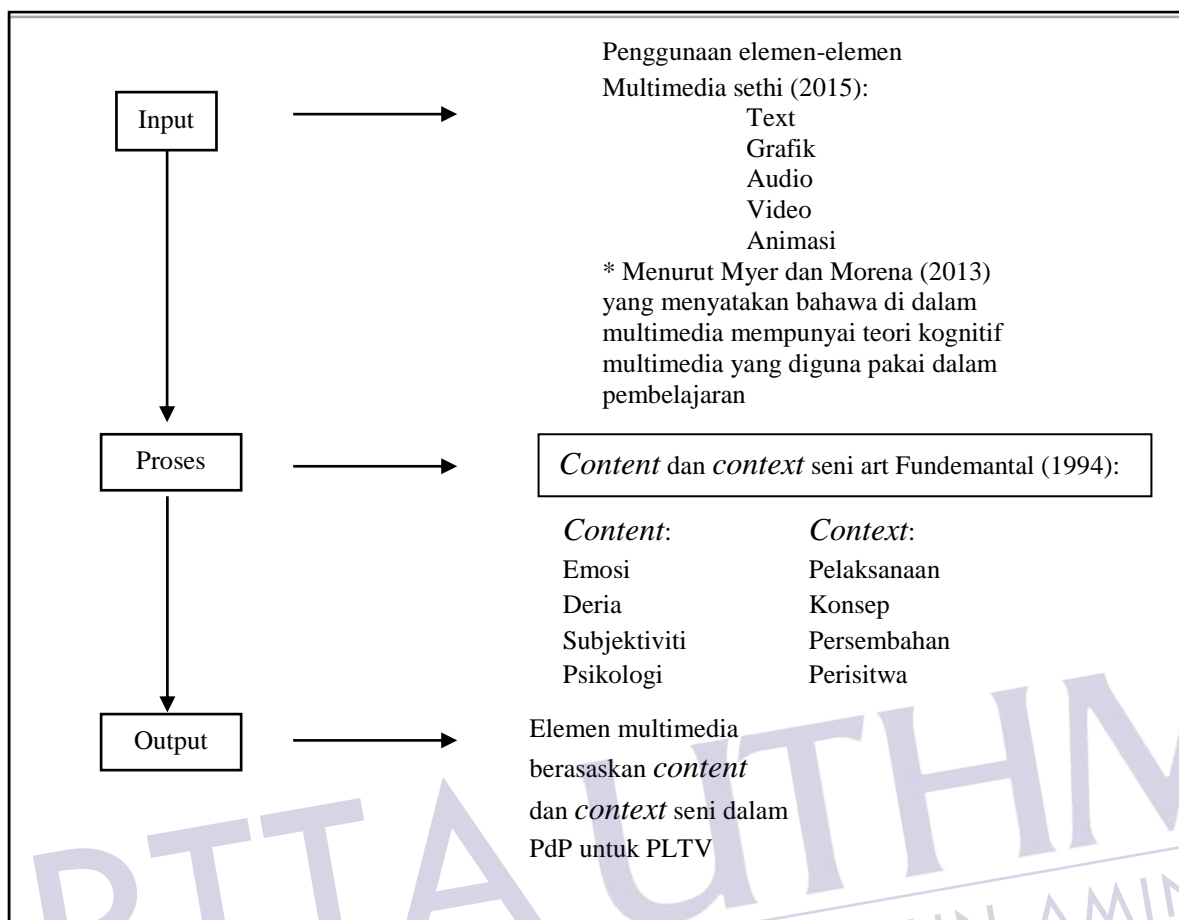 Penggunaan elemen-elemen
Multimedia sethi (2015):
Input
Text
Grafik
Audio
Video
Animasi
* Menurut Myer dan Morena (2013)
yang menyatakan bahawa di dalam
multimedia mempunyai teori kognitif
multimedia yang diguna pakai dalam
pembelajaran
Proses
Content dan context seni art Fundemantal (1994):
Content: Context:
Emosi Pelaksanaan
Deria Konsep
Subjektiviti Persembahan
Psikologi Perisitwa
Output
Elemen multimedia
berasaskan content
dan context seni dalam
PdP untuk PLTV
PTTA UTHM
AMIN